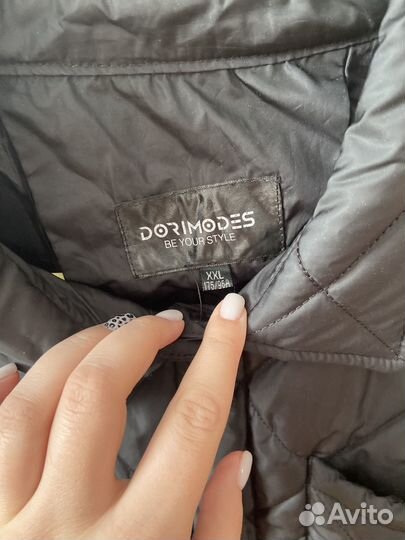 DORIMODES
BE YOUR STYLE
XXL
175/96A
Avito